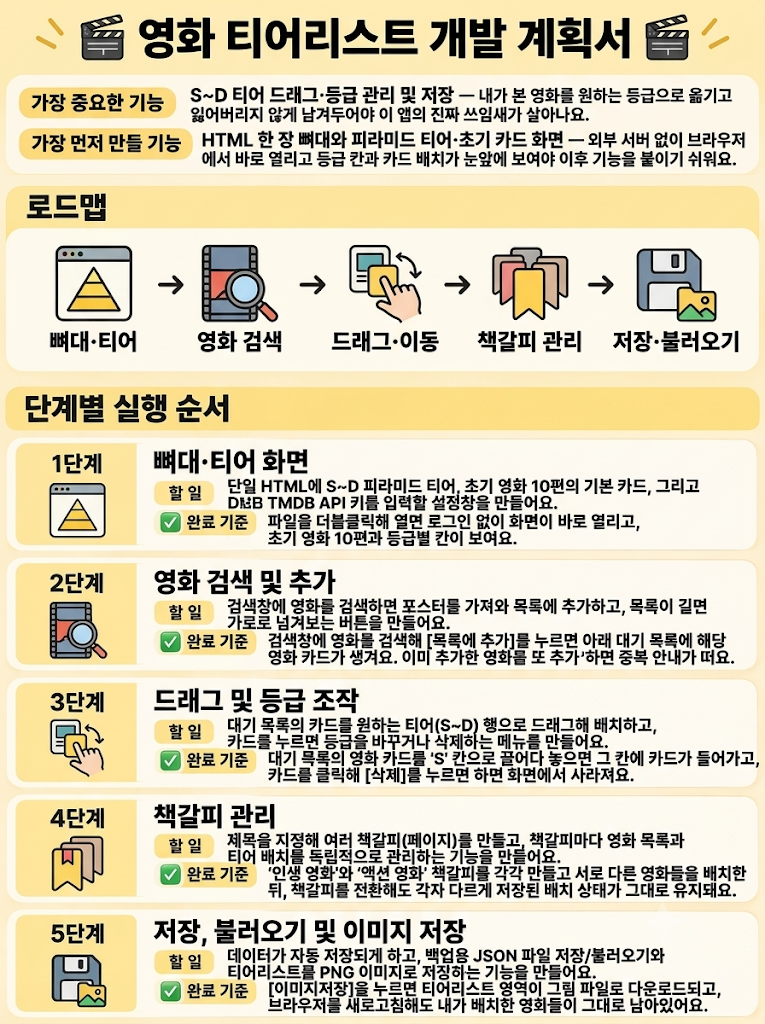 영화 티어리스트 개발 계획서
가장 중요한 기능
S~D 티어 드래그·등급 관리 및 저장 — 내가 본 영화를 원하는 등급으로 옮기고
잃어버리지 않게 남겨두어야 이 앱의 진짜 쓰임새가 살아나요.
가장 먼저 만들 기능
HTML 한 장 뼈대와 피라미드 티어·초기 카드 화면 — 외부 서버 없이 브라우저
에서 바로 열리고 등급 칸과 카드 배치가 눈앞에 보여야 이후 기능을 붙이기 쉬워요.
로드맵
뼈대·티어
영화 검색
드래그·이동
책갈피 관리
저장·불러오기
단계별 실행 순서
1단계
뼈대·티어 화면
할 일
단일 HTML에 S~D 피라미드 티어, 초기 영화 10편의 기본 카드, 그리고
TMDB API 키를 입력할 설정창을 만들어요.
완료 기준
파일을 더블클릭해 열면 로그인 없이 화면이 바로 열리고,
초기 영화 10편과 등급별 칸이 보여요.
2단계
영화 검색 및 추가
할 일
검색창에 영화를 검색하면 포스터를 가져와 목록에 추가하고, 목록이 길면
가로로 넘겨보는 버튼을 만들어요.
완료 기준
검색창에 영화몰 검색해 [목록에 추가]를 누르면 아래 대기 목록에 해당
영화 카드가 생겨요. 이미 추가한 영화를 또 추가'하면 중복 안내가 떠요.
3단계
드래그 및 등급 조작
할 일
대기 목록의 카드를 원하는 티어(S~D) 행으로 드래그해 배치하고,
카드를 누르면 등급을 바꾸거나 삭제하는 메뉴를 만들어요.
완료 기준
대기 목록의 영화 카드를 'S' 칸으로 끌어다 놓으면 그 칸에 카드가 들어가고,
카드를 클릭해 [삭제]를 누르면 하면 화면에서 사라져요.
4단계
책갈피 관리
할 일
제목을 지정해 여러 책갈피(페이지)를 만들고, 책갈피마다 영화 목록과
티어 배치를 독립적으로 관리하는 기능을 만들어요.
완료 기준
'인생 영화'와 '액션 영화' 책갈피를 각각 만들고 서로 다른 영화들을 배치한
뒤, 책갈피를 전환해도 각자 다르게 저장된 배치 상태가 그대로 유지돼요.
5단계
저장, 불러오기 및 이미지 저장
할 일
데이터가 자동 저장되게 하고, 백업용 JSON 파일 저장/불러오기와
티어리스트를 PNG 이미지로 저장하는 기능을 만들어요.
완료 기준
[이미지저장]을 누르면 티어리스트 영역이 그림 파일로 다운로드되고,
브라우저를 새로고침해도 내가 배치한 영화들이 그대로 남아있어요.